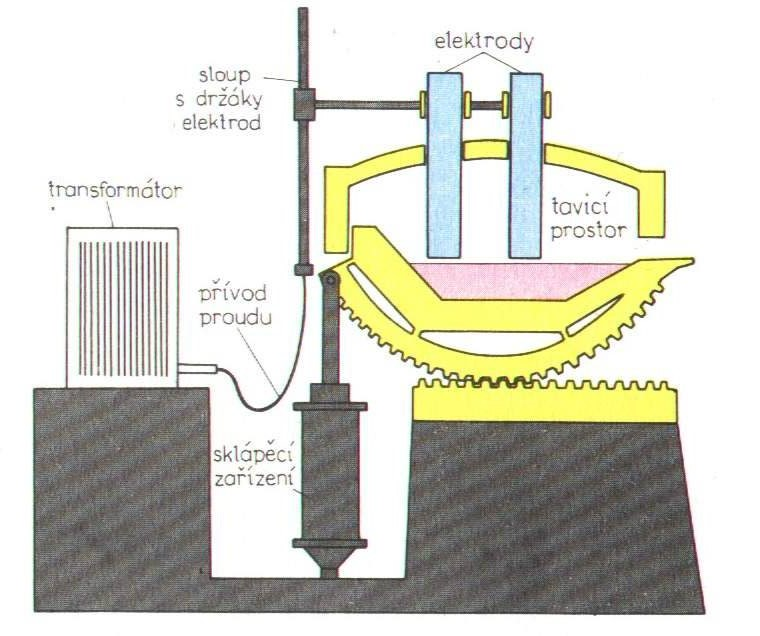 elektrody
sloup
s držáky
elektrod
transformátor
tavicí
prostor
přívod
proudu
sklápěcí
zařízení